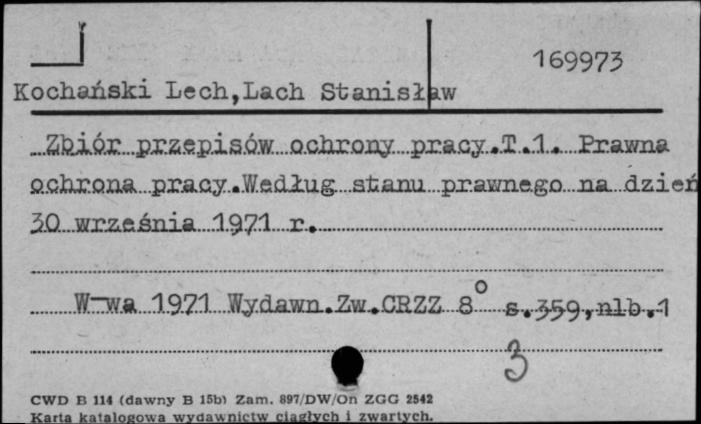 169973
Kochański Lech,Lach Stanisław
Zbiór przepisów ochrony pracy.T.1. Prawna
ochrona pracy.Według stanu prawnego na dzień
30 września 1971 r.
W-wa 1971 Wydawn.Zw.CRZZ 8° s.359,nlb.1
3
CWD B 114 (dawny B 15b) Zam. 897/DW/On ZGG 2542
Karta katalogowa wydawnictw ciągłych i zwartych.